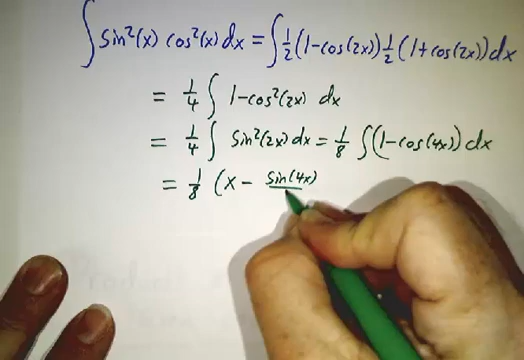 ∫ sin²(x) cos²(x) dx = ∫ 1/2 (1-cos(2x)) 1/2 (1+cos(2x)) dx
= 1/4 ∫ 1-cos²(2x) dx
= 1/4 ∫ sin²(2x) dx = 1/8 ∫ (1-cos(4x)) dx
= 1/8 (x - sin(4x)